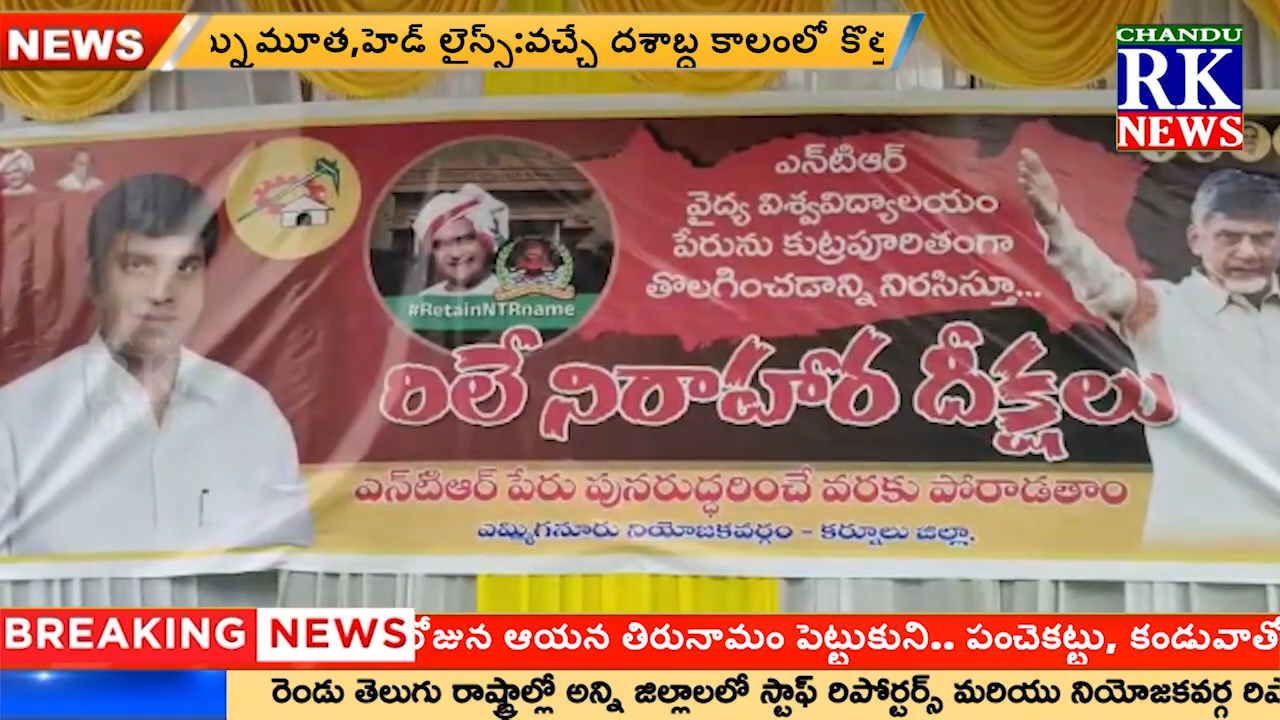 NEWS
హెడ్ లైన్స్:వచ్చే దశాబ్ద కాలంలో
CHANDU
RK
NEWS
ఎన్‌టిఆర్
వైద్య విశ్వవిద్యాలయం
పేరును కుట్రపూరితంగా
తొలగించడాన్ని నిరసిస్తూ...
#RetainNTRname
రిలే నిరాహార దీక్షలు
ఎన్‌టిఆర్ పేరు పునరుద్ధరించే వరకు పోరాడతాం
ఎమ్మిగనూరు నియోజకవర్గం - కర్నూలు జిల్లా.
BREAKING NEWS
ఆయన తిరునామం పెట్టుకుని.. పంచెకట్టు, కండువాతో
రెండు తెలుగు రాష్ట్రాల్లో అన్ని జిల్లాలలో స్టాఫ్ రిపోర్టర్స్ మరియు నియోజకవర్గ